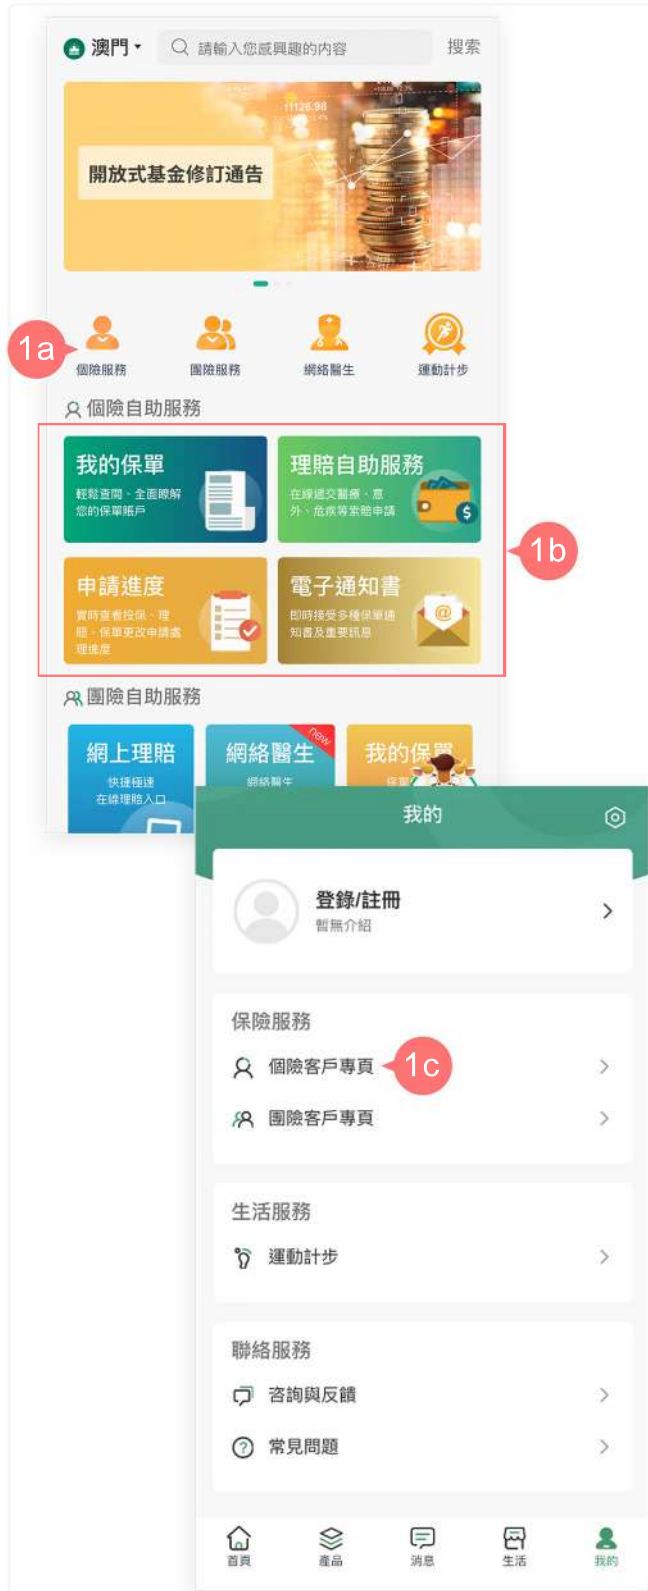 澳門
請輸入您感興趣的内容
搜索
11126.98
開放式基金修訂通告
1a
個險服務
團險服務
網絡醫生
運動計步
個險自助服務
我的保單
輕鬆查閱、全面瞭解
您的保單賬戶
理賠自助服務
在線遞交醫療、意
外、危疾等索賠申請
1b
申請進度
實時查看投保、理
賠、保單更改申請處
理進度
電子通知書
即時接受多種保單通
知書及重要訊息
團險自助服務
網上理賠
快捷極速
在線理賠入口
網絡醫生
new
網絡醫生
我的保單
我的
登錄/註冊
暫無介紹
保險服務
個險客戶專頁
1c
團險客戶專頁
生活服務
運動計步
聯絡服務
咨詢與反饋
常見問題
首頁
產品
消息
生活
我的